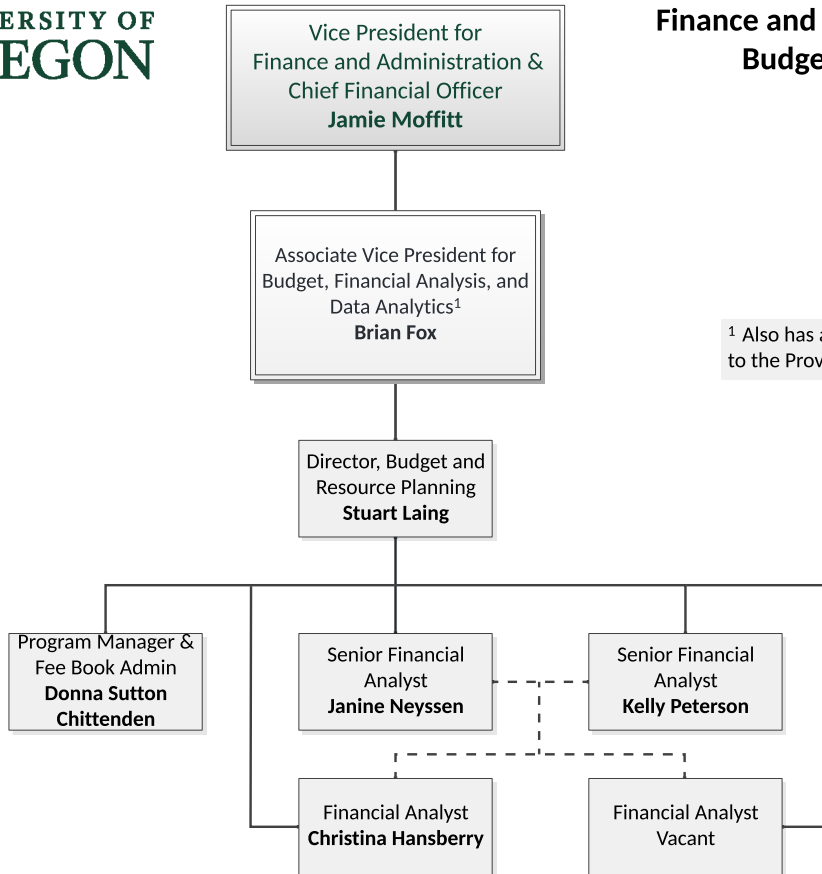 ERSITY OF
EGON
Vice President for
Finance and Administration &
Chief Financial Officer
Jamie Moffitt
Finance and
Budge
Associate Vice President for
Budget, Financial Analysis, and
Data Analytics¹
Brian Fox
¹ Also has a
to the Prov
Director, Budget and
Resource Planning
Stuart Laing
Program Manager &
Fee Book Admin
Donna Sutton
Chittenden
Senior Financial
Analyst
Janine Neyssen
Senior Financial
Analyst
Kelly Peterson
Financial Analyst
Christina Hansberry
Financial Analyst
Vacant